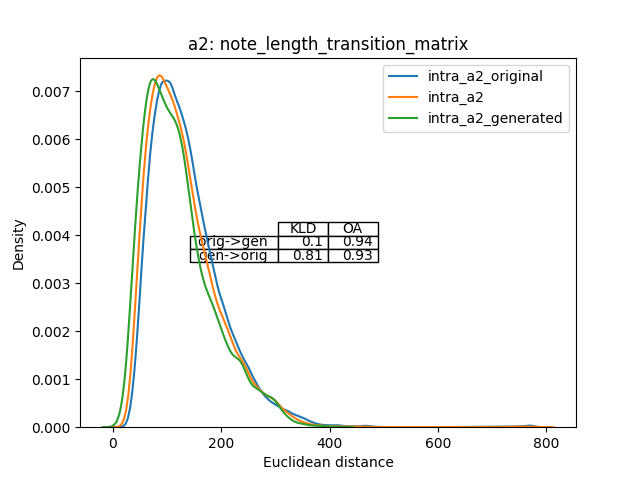 a2: note_length_transition_matrix
intra_a2_original
intra_a2
intra_a2_generated
0.007
0.006
0.005
0.004
0.003
0.002
0.001
0.000
Density
KLD OA
orig->gen 0.1 0.94
gen->orig 0.81 0.93
0 200 400 600 800
Euclidean distance